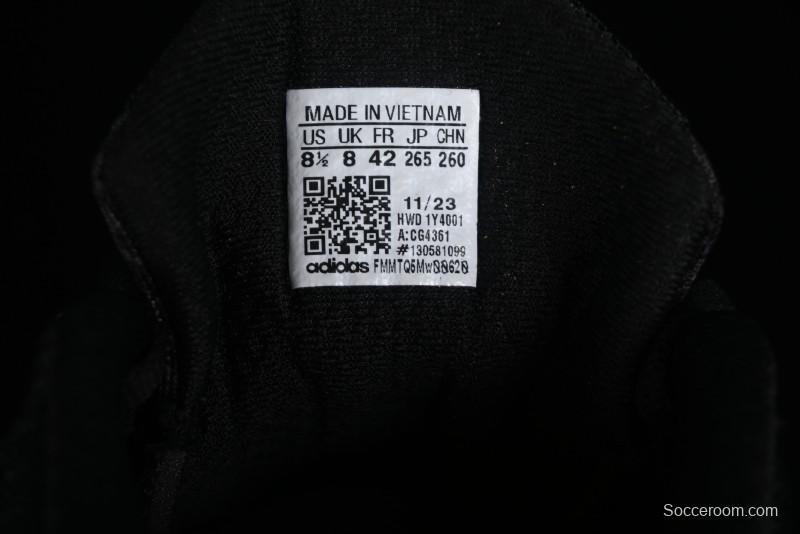 MADE IN VIETNAM
US UK FR JP CHN
8½ 8 42 265 260
11/23
HWD 1Y4001
A:CG4361
#130581099
adidas FMMTQ5Mw00620
Socceroom.com